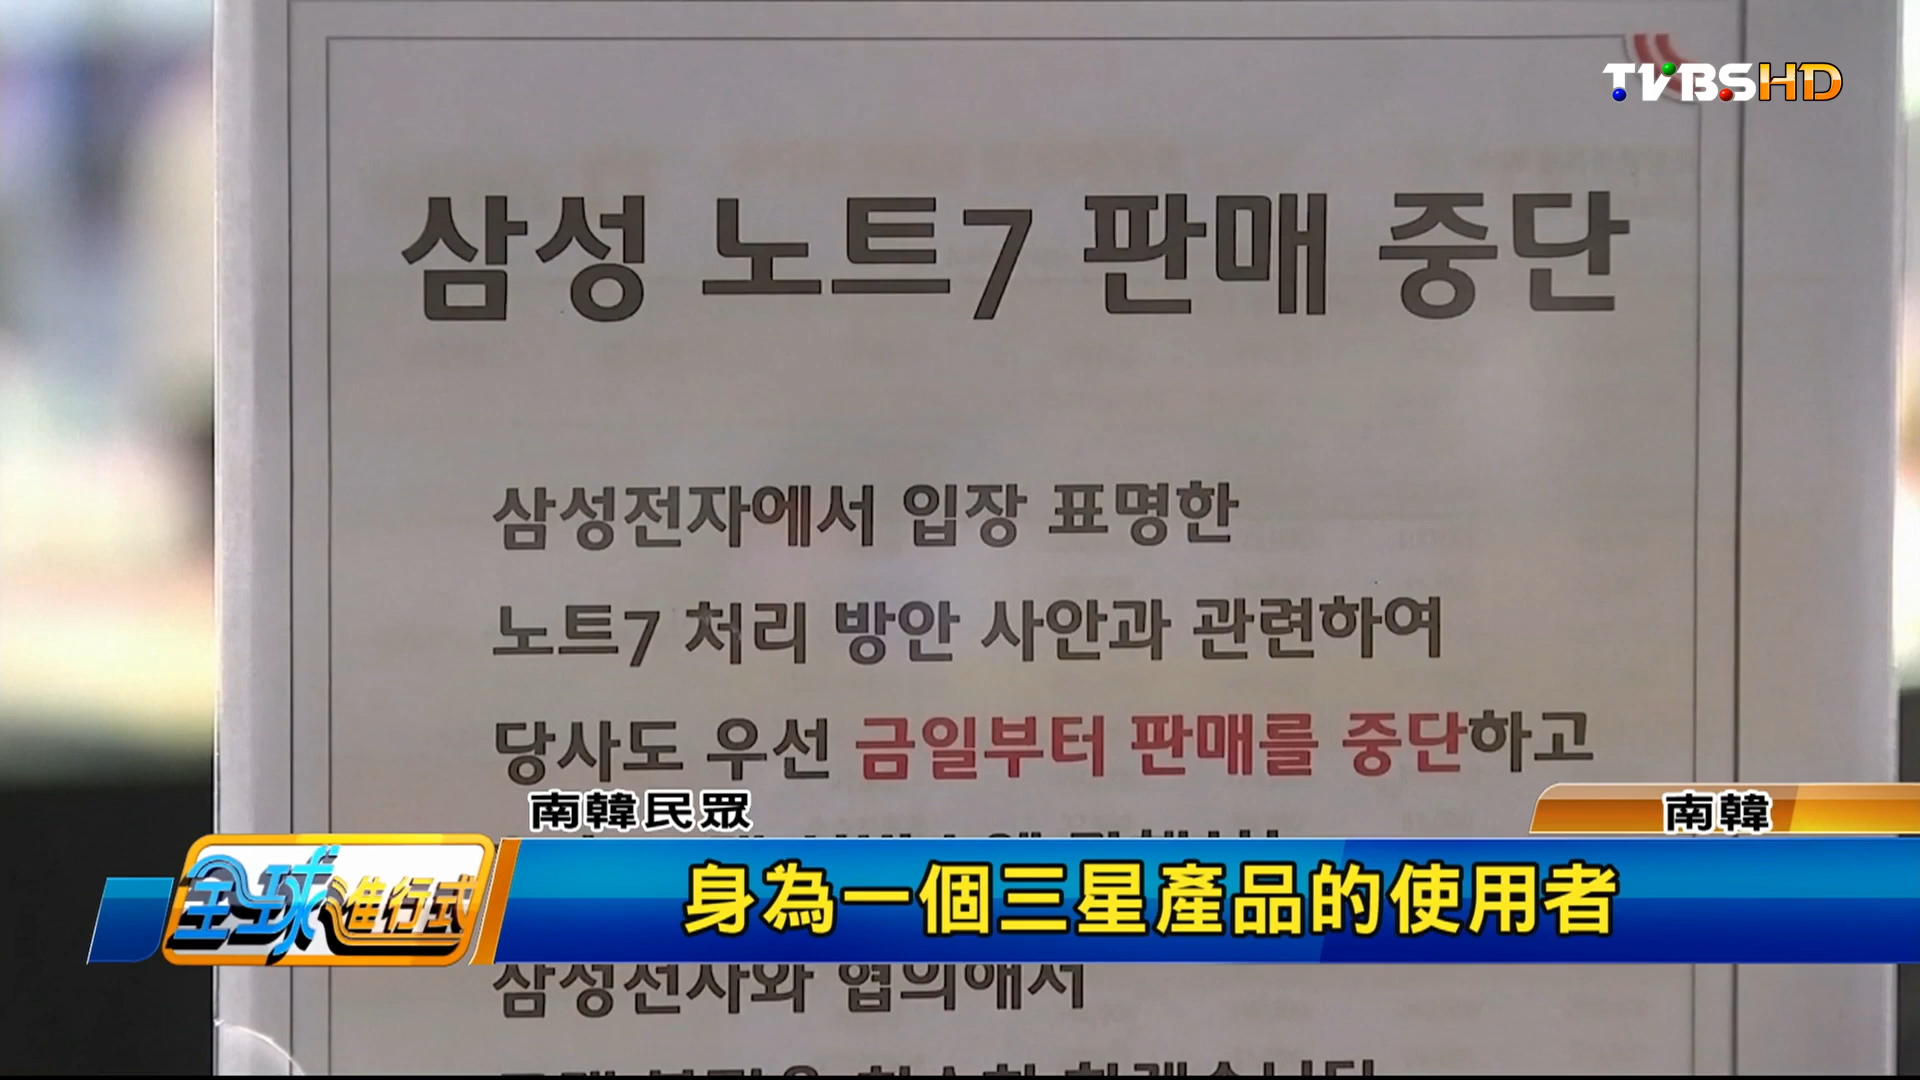 TVBSHD
삼성 노트7 판매 중단
삼성전자에서 입장 표명한
노트7 처리 방안 사안과 관련하여
당사도 우선 금일부터 판매를 중단하고
南韓民眾
南韓
全球進行式
身為一個三星產品的使用者
삼성전자와 협의해서